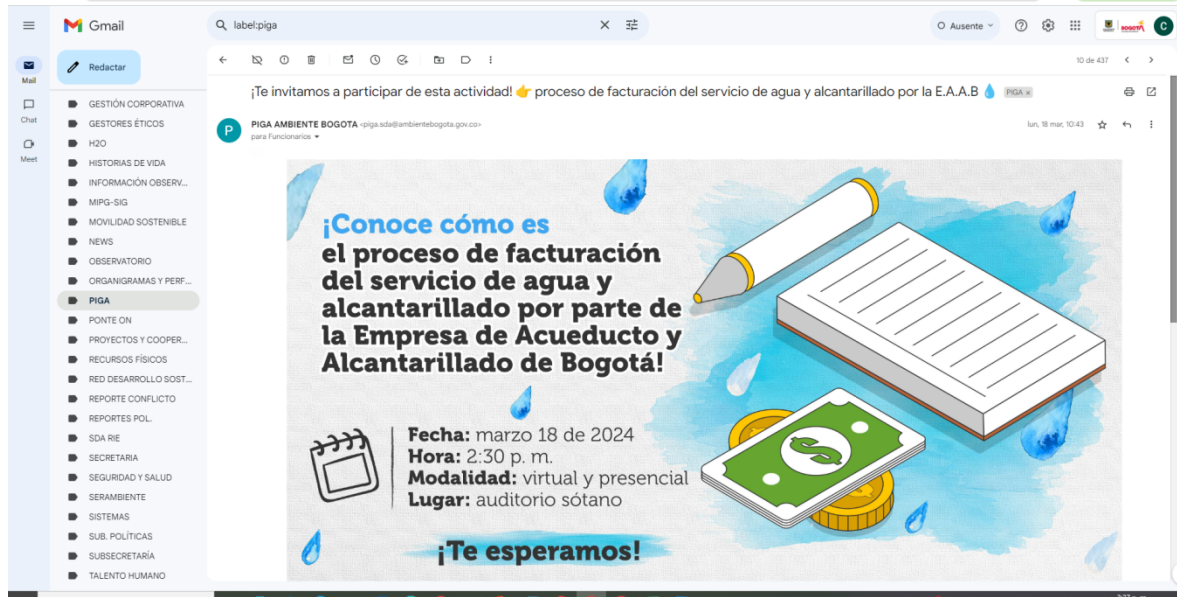 Gmail
label:piga
Ausente
BOGOTÁ
C
Mail
Chat
Meet
Redactar
GESTIÓN CORPORATIVA
GESTORES ÉTICOS
H2O
HISTORIAS DE VIDA
INFORMACIÓN OBSERV...
MIPG-SIG
MOVILIDAD SOSTENIBLE
NEWS
OBSERVATORIO
ORGANIGRAMAS Y PERF...
PIGA
PONTE ON
PROYECTOS Y COOPER...
RECURSOS FÍSICOS
RED DESARROLLO SOST...
REPORTE CONFLICTO
REPORTES POL.
SDA RIE
SECRETARIA
SEGURIDAD Y SALUD
SERAMBIENTE
SISTEMAS
SUB. POLÍTICAS
SUBSECRETARÍA
TALENTO HUMANO
10 de 437
¡Te invitamos a participar de esta actividad! 👉 proceso de facturación del servicio de agua y alcantarillado por la E.A.A.B 💧 PIGA x
P
PIGA AMBIENTE BOGOTA <piga.sda@ambientebogota.gov.co>
para Funcionarios
lun, 18 mar, 10:43
¡Conoce cómo es
el proceso de facturación
del servicio de agua y
alcantarillado por parte de
la Empresa de Acueducto y
Alcantarillado de Bogotá!
Fecha: marzo 18 de 2024
Hora: 2:30 p. m.
Modalidad: virtual y presencial
Lugar: auditorio sótano
¡Te esperamos!
$